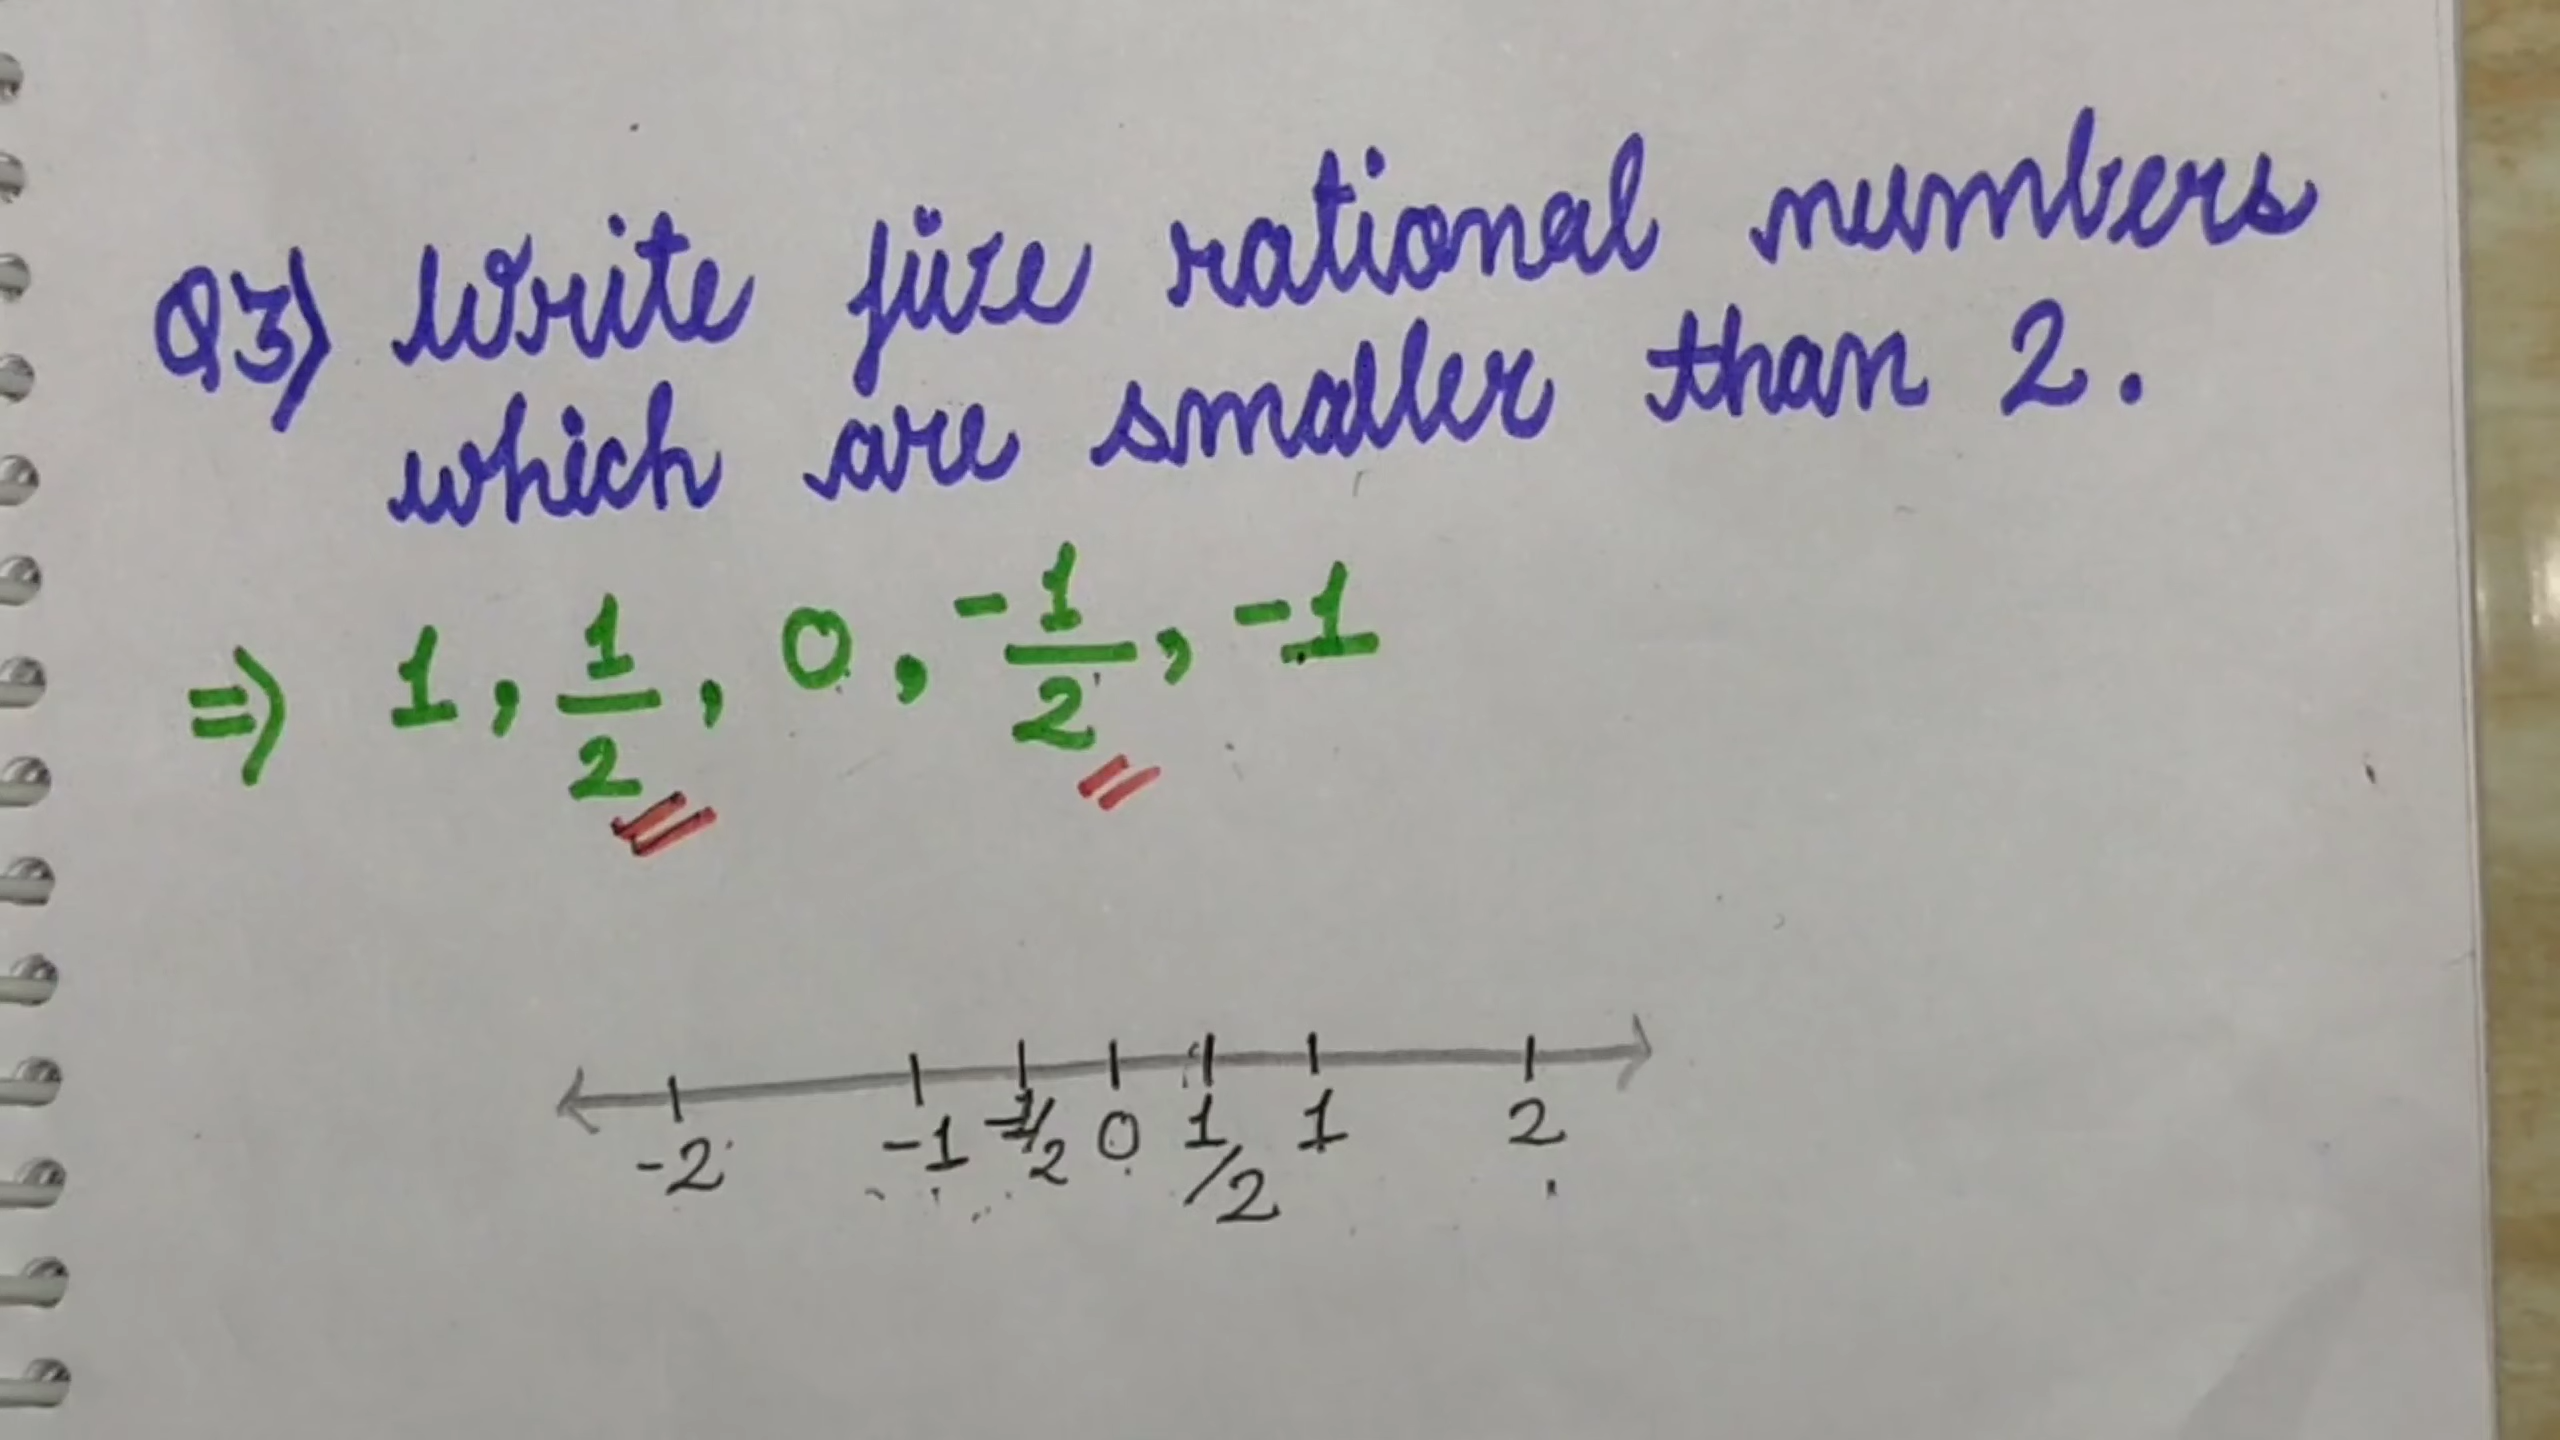 Q3) Write five rational numbers
which are smaller than 2.
⇒ 1, 1/2, 0, -1/2, -1
-2 -1 -1/2 0 1/2 1 2